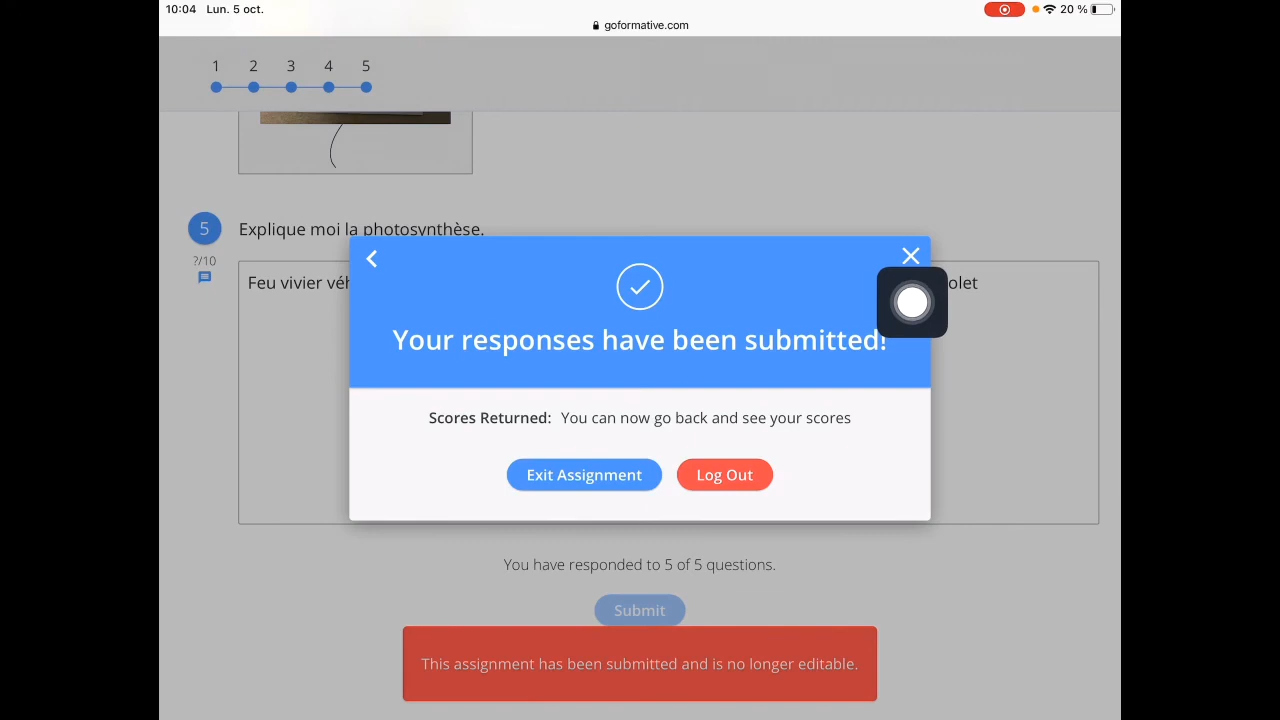 10:04 Lun. 5 oct.
20 %
goformative.com
1 2 3 4 5
5 Explique moi la photosynthèse.
?/10
Feu vivier
Your responses have been submitted!
Scores Returned: You can now go back and see your scores
Exit Assignment Log Out
You have responded to 5 of 5 questions.
Submit
This assignment has been submitted and is no longer editable.